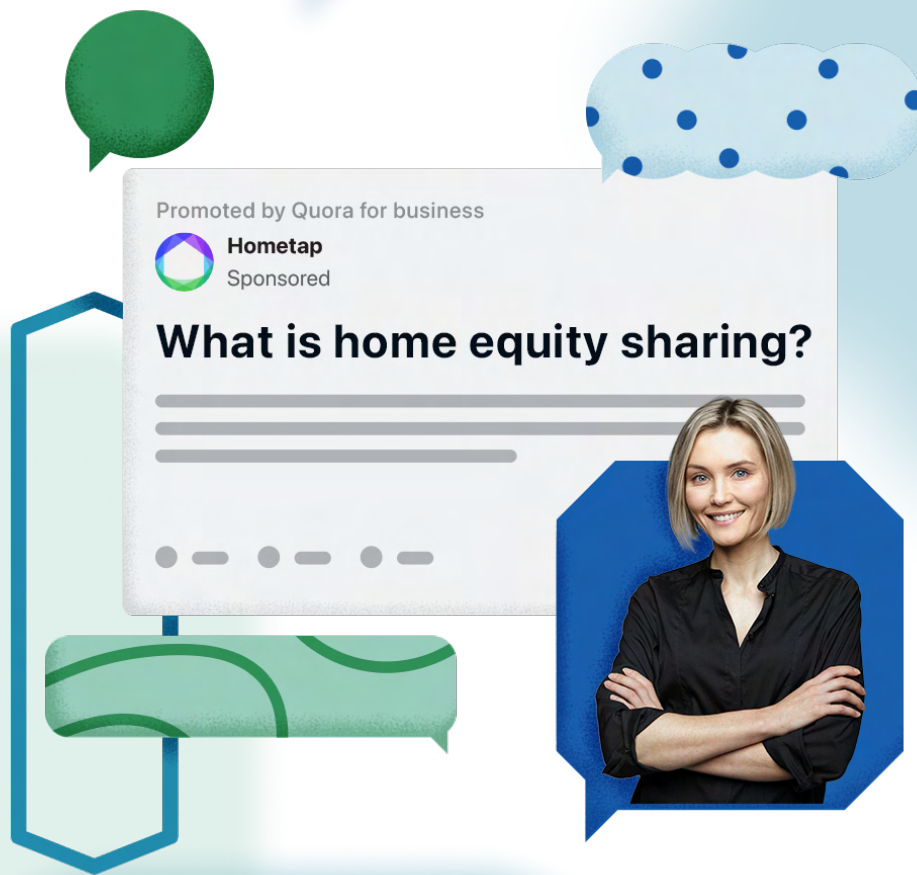 Promoted by Quora for business
Hometap
Sponsored
What is home equity sharing?